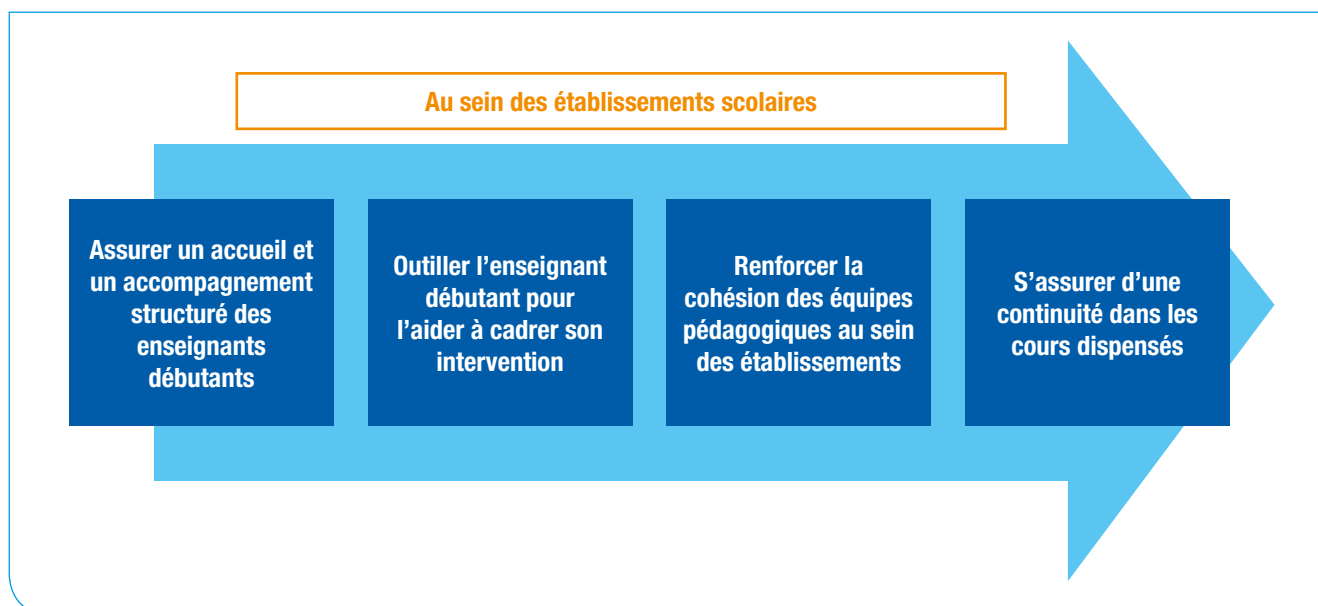 Au sein des établissements scolaires
Assurer un accueil et
un accompagnement
structuré des
enseignants
débutants
Outiller l’enseignant
débutant pour
l’aider à cadrer son
intervention
Renforcer la
cohésion des équipes
pédagogiques au sein
des établissements
S’assurer d’une
continuité dans les
cours dispensés